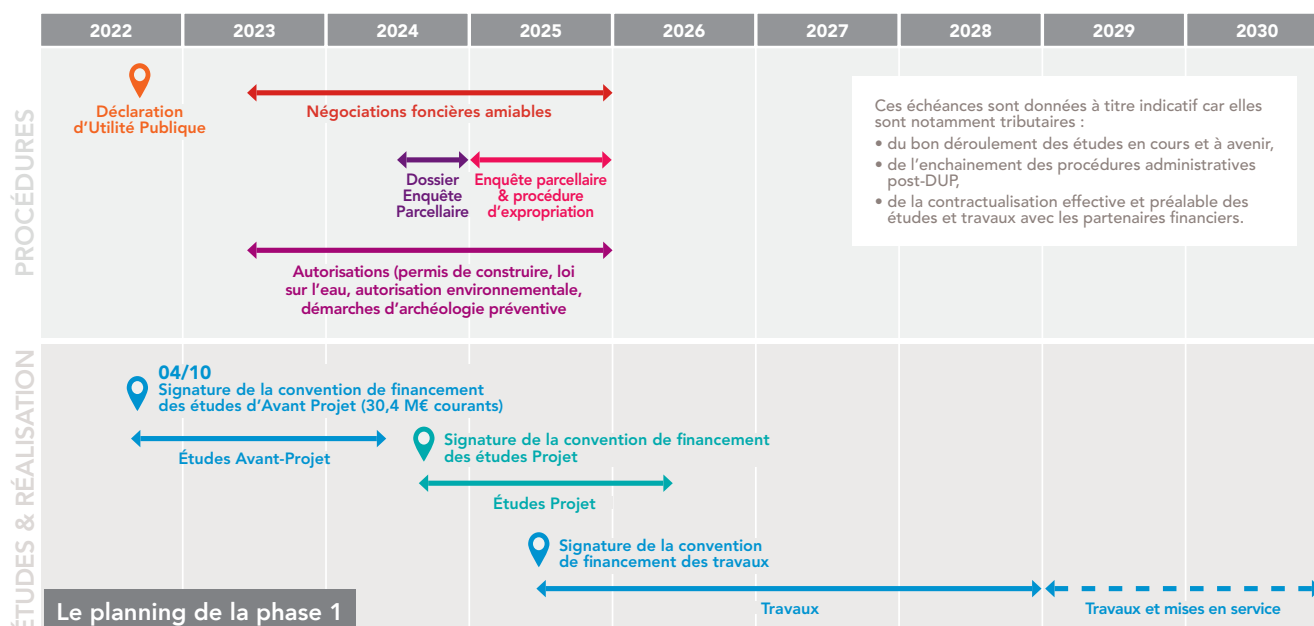 2022 2023 2024 2025 2026 2027 2028 2029 2030
PROCÉDURES
Déclaration
d'Utilité Publique
Négociations foncières amiables
Dossier
Enquête
Parcellaire
Enquête parcellaire
& procédure
d'expropriation
Autorisations (permis de construire, loi
sur l'eau, autorisation environnementale,
démarches d'archéologie préventive
Ces échéances sont données à titre indicatif car elles
sont notamment tributaires :
• du bon déroulement des études en cours et à avenir,
• de l'enchainement des procédures administratives
post-DUP,
• de la contractualisation effective et préalable des
études et travaux avec les partenaires financiers.
ÉTUDES & RÉALISATION
04/10
Signature de la convention de financement
des études d'Avant Projet (30,4 M€ courants)
Études Avant-Projet
Signature de la convention de financement
des études Projet
Études Projet
Signature de la convention
de financement des travaux
Travaux
Travaux et mises en service
Le planning de la phase 1